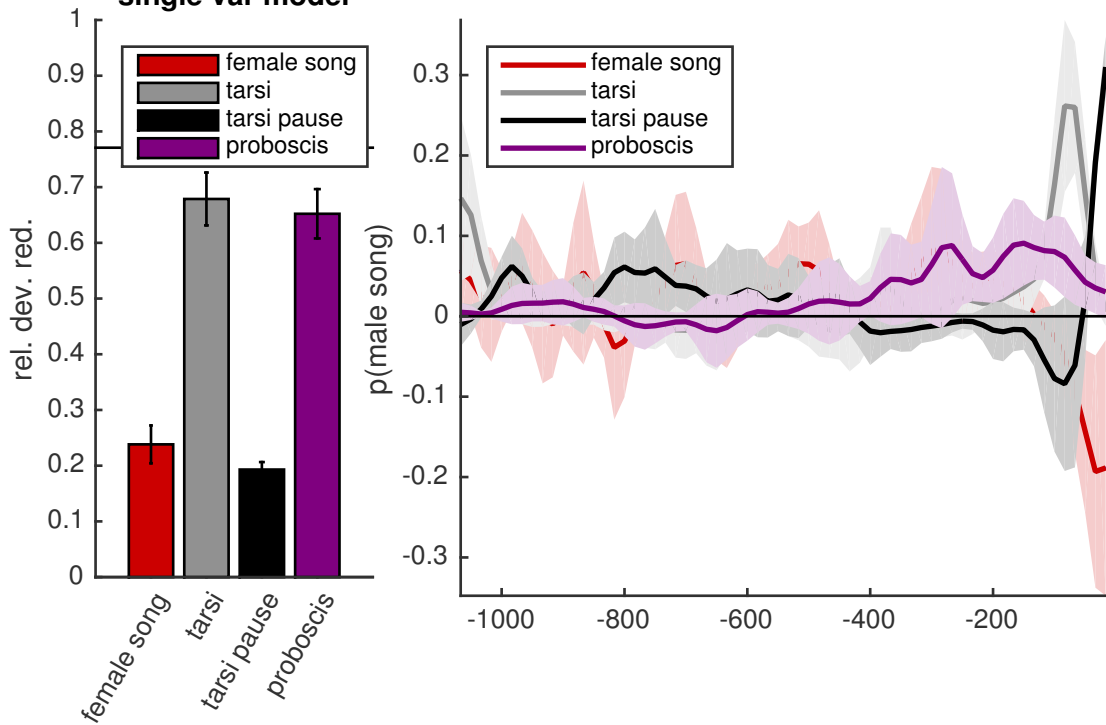 single var model
1
0.9
0.8
0.7
0.6
0.5
0.4
0.3
0.2
0.1
0
rel. dev. red.
female song
tarsi
tarsi pause
proboscis
female song
tarsi
tarsi pause
proboscis
0.3
0.2
0.1
0
-0.1
-0.2
-0.3
p(male song)
female song
tarsi
tarsi pause
proboscis
-1000
-800
-600
-400
-200